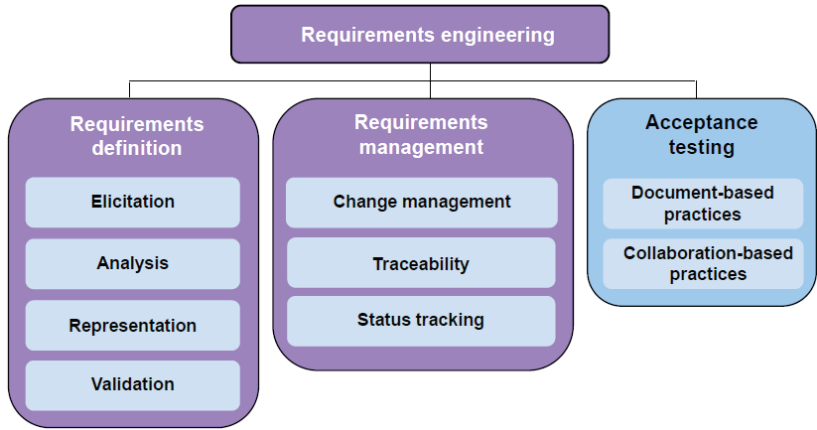 Requirements engineering
Requirements
definition
Elicitation
Analysis
Representation
Validation
Requirements
management
Change management
Traceability
Status tracking
Acceptance
testing
Document-based
practices
Collaboration-based
practices